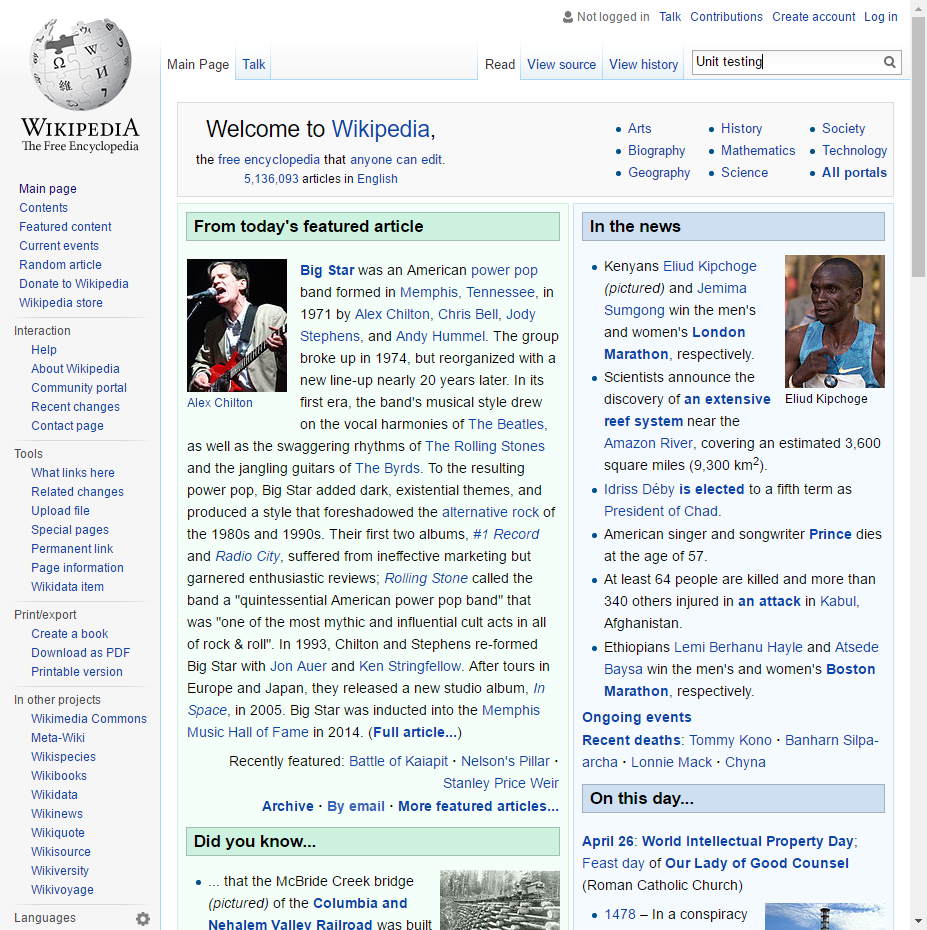 Not logged in Talk Contributions Create account Log in
Main Page Talk Read View source View history Unit testing
WIKIPEDIA
The Free Encyclopedia
Main page
Contents
Featured content
Current events
Random article
Donate to Wikipedia
Wikipedia store
Interaction
Help
About Wikipedia
Community portal
Recent changes
Contact page
Tools
What links here
Related changes
Upload file
Special pages
Permanent link
Page information
Wikidata item
Print/export
Create a book
Download as PDF
Printable version
In other projects
Wikimedia Commons
Meta-Wiki
Wikispecies
Wikibooks
Wikidata
Wikinews
Wikiquote
Wikisource
Wikiversity
Wikivoyage
Languages
Welcome to Wikipedia,
the free encyclopedia that anyone can edit.
5,136,093 articles in English
• Arts
• Biography
• Geography
• History
• Mathematics
• Science
• Society
• Technology
• All portals
From today's featured article
Alex Chilton
Big Star was an American power pop
band formed in Memphis, Tennessee, in
1971 by Alex Chilton, Chris Bell, Jody
Stephens, and Andy Hummel. The group
broke up in 1974, but reorganized with a
new line-up nearly 20 years later. In its
first era, the band's musical style drew
on the vocal harmonies of The Beatles,
as well as the swaggering rhythms of The Rolling Stones
and the jangling guitars of The Byrds. To the resulting
power pop, Big Star added dark, existential themes, and
produced a style that foreshadowed the alternative rock of
the 1980s and 1990s. Their first two albums, #1 Record
and Radio City, suffered from ineffective marketing but
garnered enthusiastic reviews; Rolling Stone called the
band a "quintessential American power pop band" that
was "one of the most mythic and influential cult acts in all
of rock & roll". In 1993, Chilton and Stephens re-formed
Big Star with Jon Auer and Ken Stringfellow. After tours in
Europe and Japan, they released a new studio album, In
Space, in 2005. Big Star was inducted into the Memphis
Music Hall of Fame in 2014. (Full article...)
Recently featured: Battle of Kaiapit · Nelson's Pillar ·
Stanley Price Weir
Archive · By email · More featured articles...
Did you know...
• ... that the McBride Creek bridge
(pictured) of the Columbia and
Nehalem Valley Railroad was built
In the news
• Kenyans Eliud Kipchoge
(pictured) and Jemima
Sumgong win the men's
and women's London
Marathon, respectively.
Eliud Kipchoge
• Scientists announce the
discovery of an extensive
reef system near the
Amazon River, covering an estimated 3,600
square miles (9,300 km²).
• Idriss Déby is elected to a fifth term as
President of Chad.
• American singer and songwriter Prince dies
at the age of 57.
• At least 64 people are killed and more than
340 others injured in an attack in Kabul,
Afghanistan.
• Ethiopians Lemi Berhanu Hayle and Atsede
Baysa win the men's and women's Boston
Marathon, respectively.
Ongoing events
Recent deaths: Tommy Kono · Banharn Silpa-
archa · Lonnie Mack · Chyna
On this day...
April 26: World Intellectual Property Day;
Feast day of Our Lady of Good Counsel
(Roman Catholic Church)
• 1478 – In a conspiracy